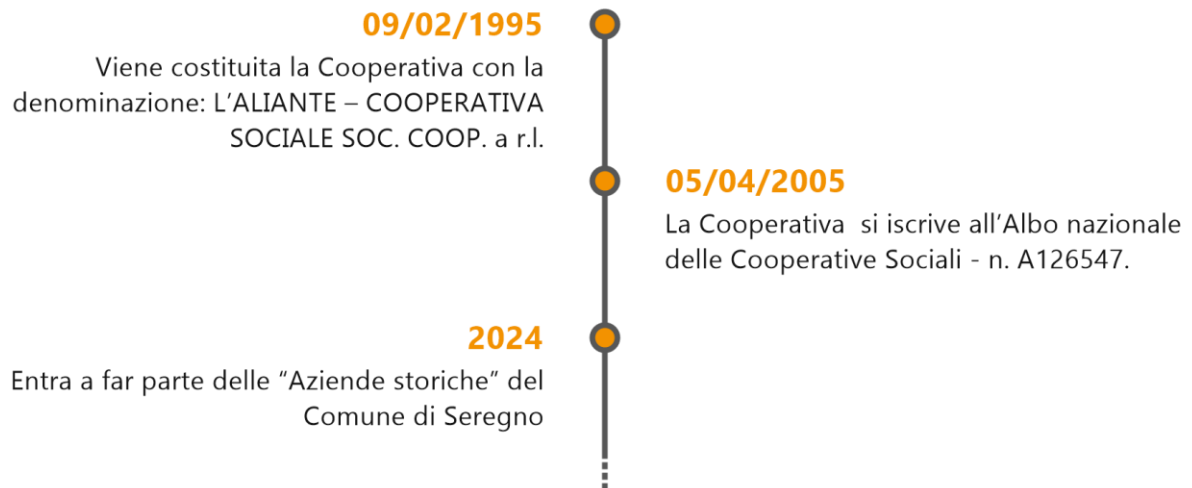 09/02/1995
Viene costituita la Cooperativa con la
denominazione: L'ALIANTE – COOPERATIVA
SOCIALE SOC. COOP. a r.l.
05/04/2005
La Cooperativa  si iscrive all'Albo nazionale
delle Cooperative Sociali - n. A126547.
2024
Entra a far parte delle “Aziende storiche” del
Comune di Seregno